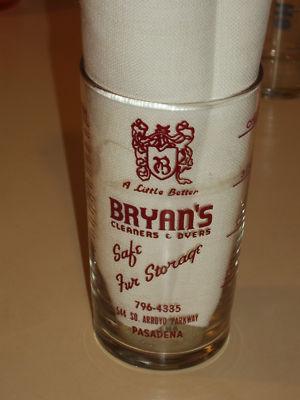 B
A Little Better
BRYAN'S
CLEANERS & DYERS
Safe
Fur Storage
796-4335
544 SO. ARROYO PARKWAY
PASADENA